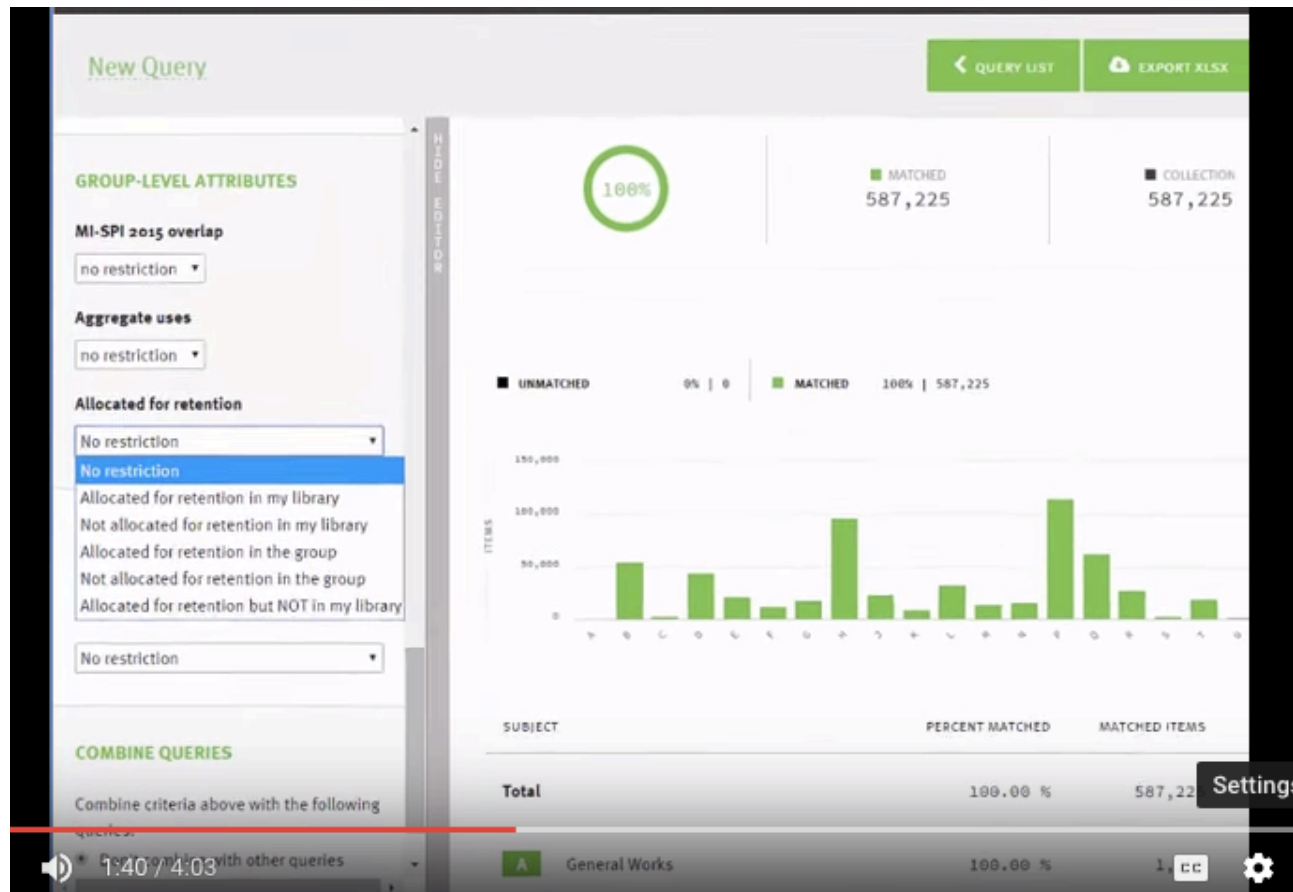 New Query
QUERY LIST
EXPORT XLSX
GROUP-LEVEL ATTRIBUTES
MI-SPI 2015 overlap
no restriction
Aggregate uses
no restriction
Allocated for retention
No restriction
No restriction
Allocated for retention in my library
Not allocated for retention in my library
Allocated for retention in the group
Not allocated for retention in the group
Allocated for retention but NOT in my library
No restriction
COMBINE QUERIES
Combine criteria above with the following
queries:
Don't combine with other queries
HIDE EDITOR
100%
MATCHED
587,225
COLLECTION
587,225
UNMATCHED 0% | 0
MATCHED 100% | 587,225
150,000
100,000
50,000
0
ITEMS
A B C D E F G H J K L M N P Q R S T U
SUBJECT PERCENT MATCHED MATCHED ITEMS
Total 100.00 % 587,22
A General Works 100.00 % 1,
Settings
1:40 / 4:03
CC